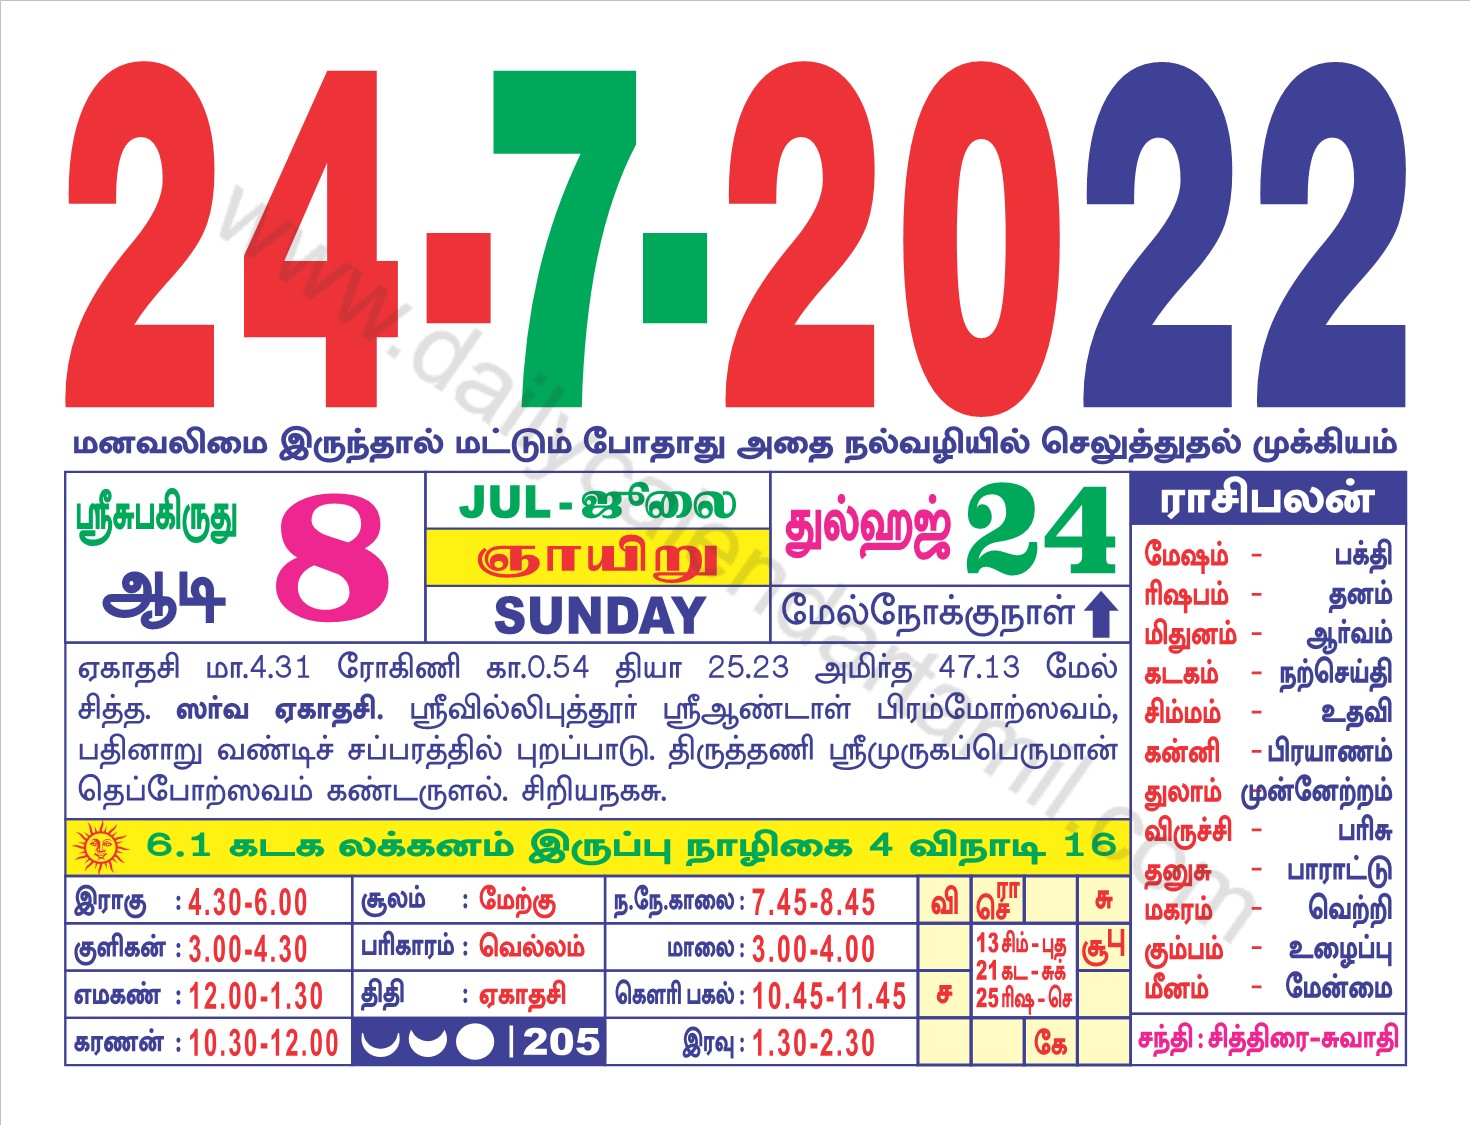 24-7-2022
மனவலிமை இருந்தால் மட்டும் போதாது அதை நல்வழியில் செலுத்துதல் முக்கியம்
ஸ்ரீசுபகிருது
ஆடி 8
JUL - ஜூலை
ஞாயிறு
SUNDAY
துல்ஹஜ் 24
மேல்நோக்குநாள்
ஏகாதசி மா.4.31 ரோகிணி கா.0.54 தியா 25.23 அமிர்த 47.13 மேல்
சித்த. ஸர்வ ஏகாதசி. ஸ்ரீவில்லிபுத்தூர் ஸ்ரீஆண்டாள் பிரம்மோற்ஸவம்,
பதினாறு வண்டிச் சப்பரத்தில் புறப்பாடு. திருத்தணி ஸ்ரீமுருகப்பெருமான்
தெப்போற்ஸவம் கண்டருளல். சிறியநகசு.
6.1 கடக லக்கனம் இருப்பு நாழிகை 4 விநாடி 16
இராகு : 4.30-6.00
குளிகன் : 3.00-4.30
எமகண் : 12.00-1.30
கரணன் : 10.30-12.00
சூலம் : மேற்கு
பரிகாரம் : வெல்லம்
திதி : ஏகாதசி
205
ந.நே.காலை : 7.45-8.45
மாலை : 3.00-4.00
கௌரி பகல் : 10.45-11.45
இரவு : 1.30-2.30
வி
ரா
செ
சு
13 சிம் - புத
21 கட - சுக்
25 ரிஷ - செ
சூபு
ச
கே
ராசிபலன்
மேஷம் - பக்தி
ரிஷபம் - தனம்
மிதுனம் - ஆர்வம்
கடகம் - நற்செய்தி
சிம்மம் - உதவி
கன்னி - பிரயாணம்
துலாம் - முன்னேற்றம்
விருச்சி - பரிசு
தனுசு - பாராட்டு
மகரம் - வெற்றி
கும்பம் - உழைப்பு
மீனம் - மேன்மை
சந்தி : சித்திரை-சுவாதி
www.dailycalendartamil.com